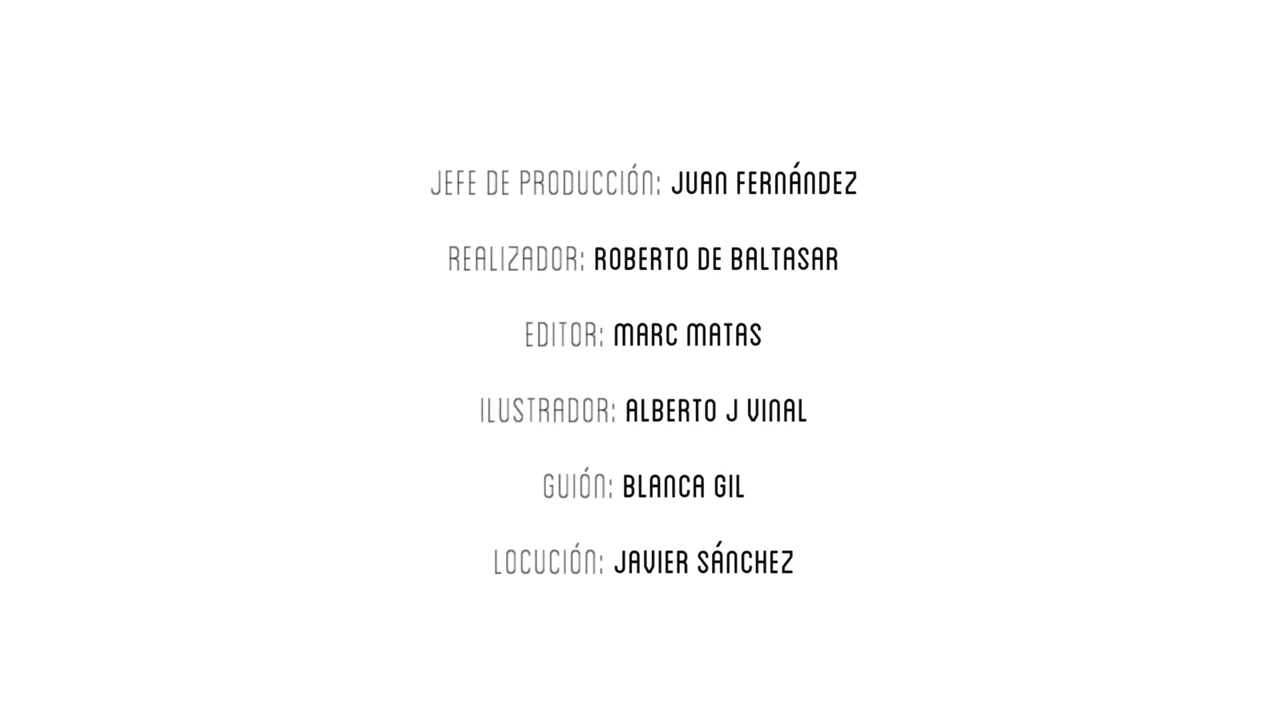 JEFE DE PRODUCCIÓN: JUAN FERNÁNDEZ
REALIZADOR: ROBERTO DE BALTASAR
EDITOR: MARC MATAS
ILUSTRADOR: ALBERTO J VINAL
GUIÓN: BLANCA GIL
LOCUCIÓN: JAVIER SÁNCHEZ